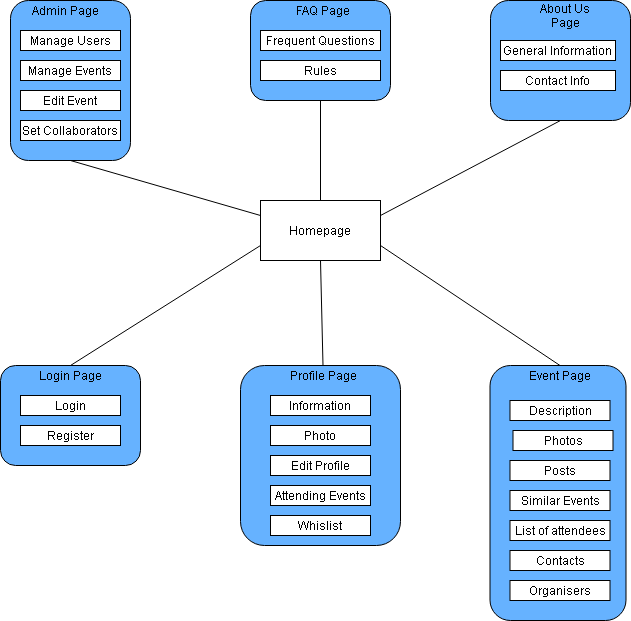 Admin Page
Manage Users
Manage Events
Edit Event
Set Collaborators
FAQ Page
Frequent Questions
Rules
About Us
Page
General Information
Contact Info
Homepage
Login Page
Login
Register
Profile Page
Information
Photo
Edit Profile
Attending Events
Whislist
Event Page
Description
Photos
Posts
Similar Events
List of attendees
Contacts
Organisers